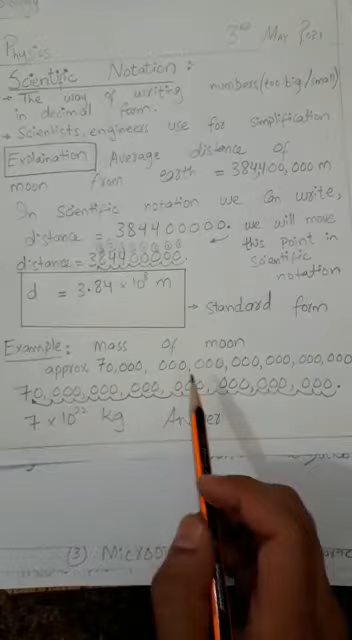 Physics
3rd May 2021
Scientific Notation:
→ The way of writing numbers (too big/small)
in decimal form.
→ Scientists, engineers use for simplification.
Explaination Average distance of
moon from earth = 384,400,000 m
In scientific notation we can write,
distance = 384400000. we will move
distance = 384400000. this point in
scientific
notation
d = 3.84 × 10⁸ m
→ standard form
Example: mass of moon
approx 70,000,000,000,000,000,000,000
70,000,000,000,000,000,000,000.
7 × 10²² kg Answer
(3)